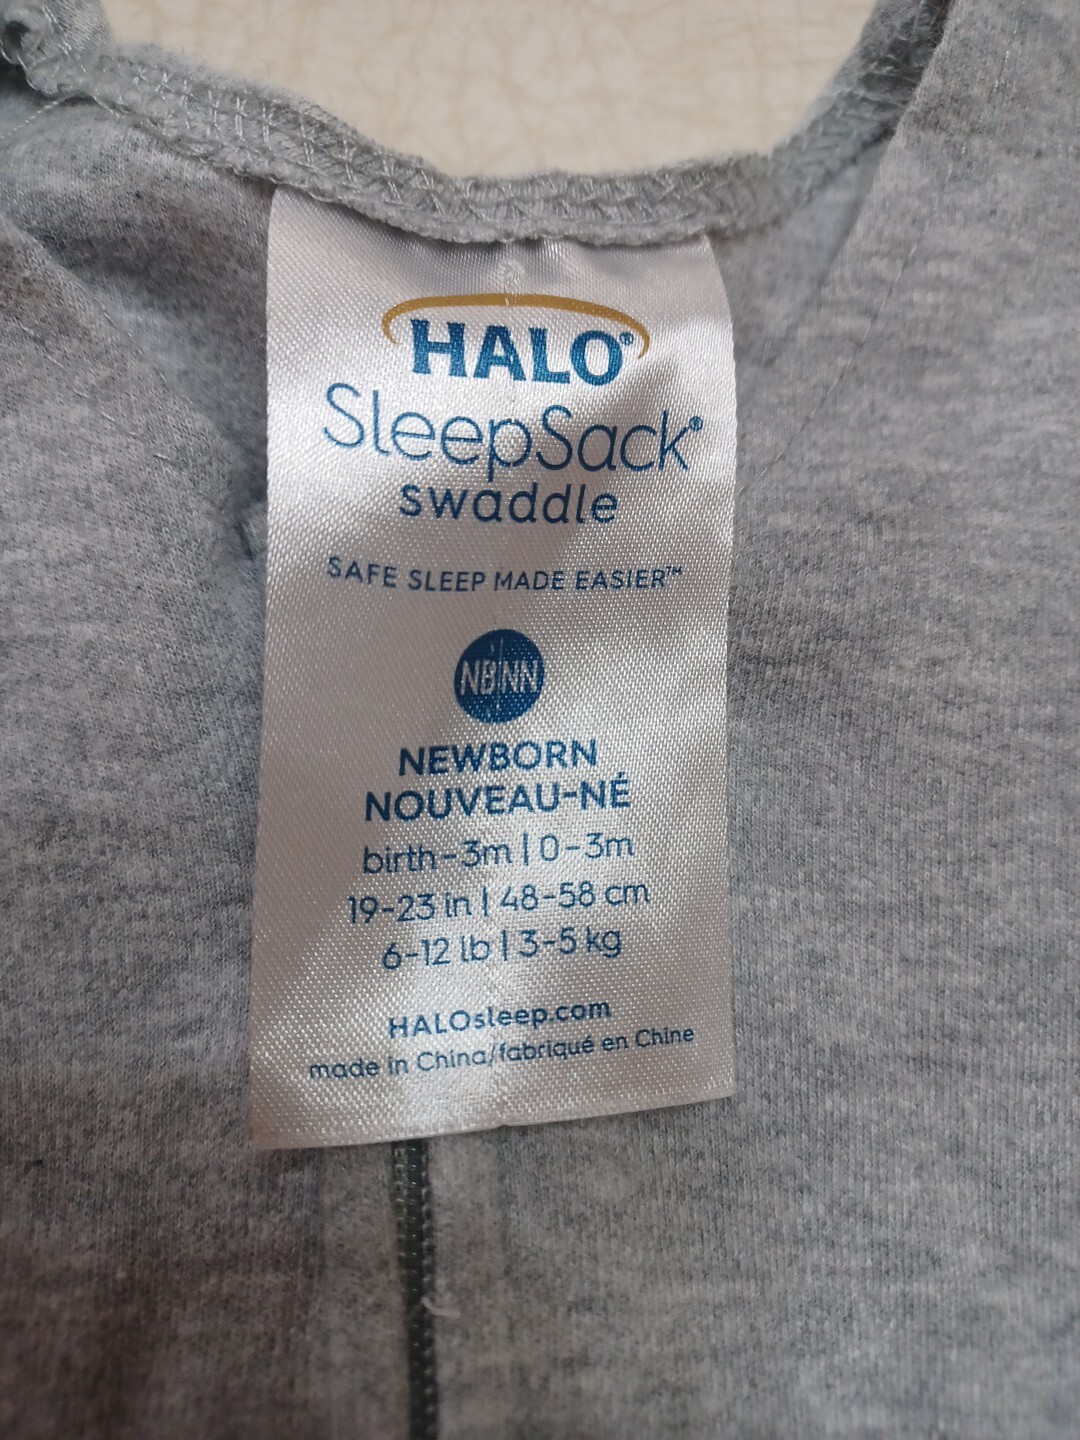 HALO®
SleepSack®
swaddle
SAFE SLEEP MADE EASIER™
NB|NN
NEWBORN
NOUVEAU-NÉ
birth-3m | 0-3m
19-23 in | 48-58 cm
6-12 lb | 3-5 kg
HALOsleep.com
made in China/fabriqué en Chine